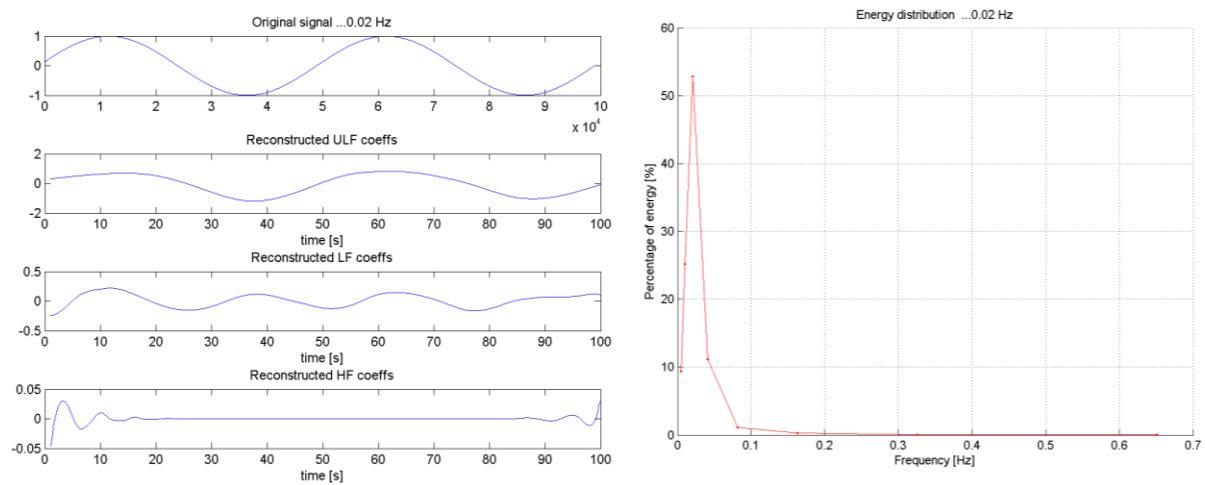 Original signal ...0.02 Hz
1
0
-1
0 1 2 3 4 5 6 7 8 9 10
x 10^4
Reconstructed ULF coeffs
2
0
-2
0 10 20 30 40 50 60 70 80 90 100
time [s]
Reconstructed LF coeffs
0.5
0
-0.5
0 10 20 30 40 50 60 70 80 90 100
time [s]
Reconstructed HF coeffs
0.05
0
-0.05
0 10 20 30 40 50 60 70 80 90 100
time [s]
Energy distribution ...0.02 Hz
60
50
40
30
20
10
0
Percentage of energy [%]
0 0.1 0.2 0.3 0.4 0.5 0.6 0.7
Frequency [Hz]